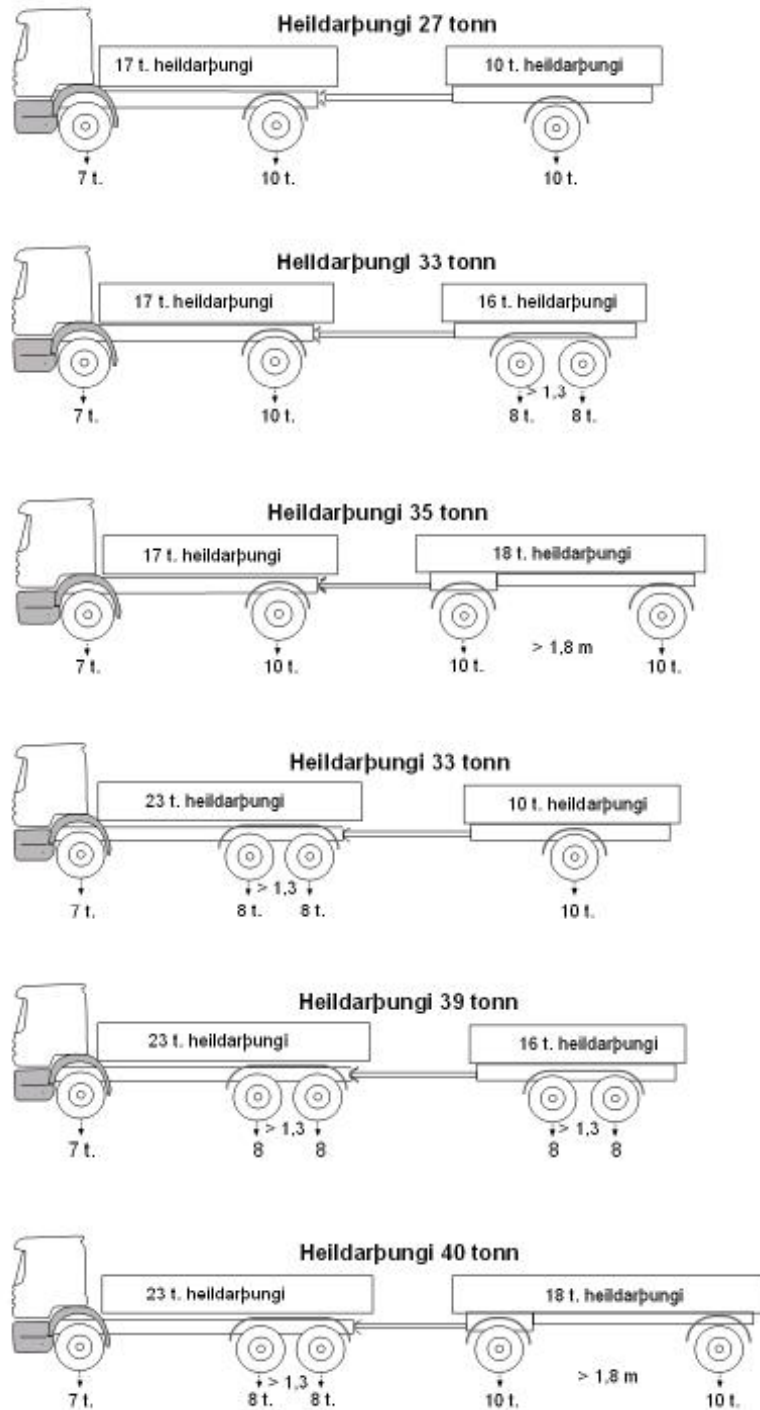 Heildarþungi 27 tonn
17 t. heildarþungi 10 t. heildarþungi
7 t. 10 t. 10 t.
Heildarþungi 33 tonn
17 t. heildarþungi 16 t. heildarþungi
> 1,3
7 t. 10 t. 8 t. 8 t.
Heildarþungi 35 tonn
17 t. heildarþungi 18 t. heildarþungi
> 1,8 m
7 t. 10 t. 10 t. 10 t.
Heildarþungi 33 tonn
23 t. heildarþungi 10 t. heildarþungi
> 1,3
7 t. 8 t. 8 t. 10 t.
Heildarþungi 39 tonn
23 t. heildarþungi 16 t. heildarþungi
> 1,3 > 1,3
7 t. 8 8 8 8
Heildarþungi 40 tonn
23 t. heildarþungi 18 t. heildarþungi
> 1,3 > 1,8 m
7 t. 8 t. 8 t. 10 t. 10 t.